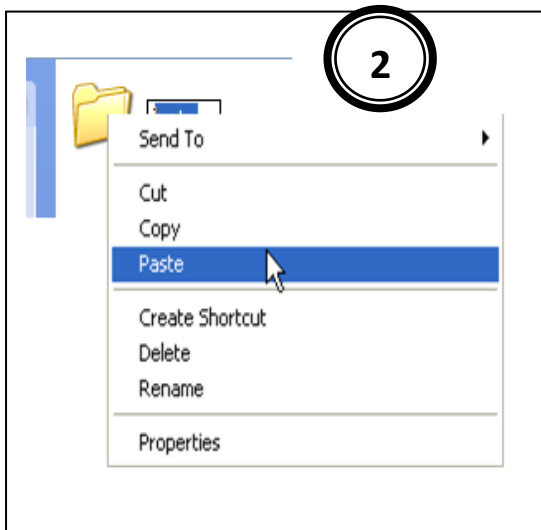 2
Send To
Cut
Copy
Paste
Create Shortcut
Delete
Rename
Properties